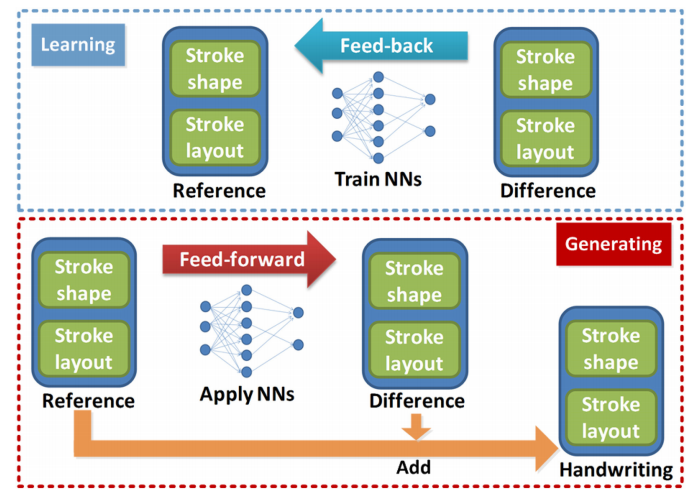 Learning
Stroke
shape
Stroke
layout
Reference
Feed-back
Train NNs
Stroke
shape
Stroke
layout
Difference
Generating
Stroke
shape
Stroke
layout
Reference
Feed-forward
Apply NNs
Stroke
shape
Stroke
layout
Difference
Add
Stroke
shape
Stroke
layout
Handwriting